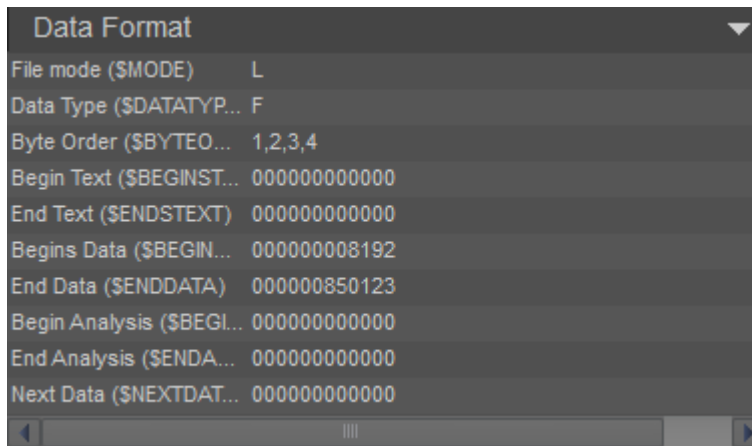 Data Format
File mode ($MODE) L
Data Type ($DATATYP... F
Byte Order ($BYTEO... 1,2,3,4
Begin Text ($BEGINST... 000000000000
End Text ($ENDSTEXT) 000000000000
Begins Data ($BEGIN... 000000008192
End Data ($ENDDATA) 000000850123
Begin Analysis ($BEGI... 000000000000
End Analysis ($ENDA... 000000000000
Next Data ($NEXTDAT... 000000000000